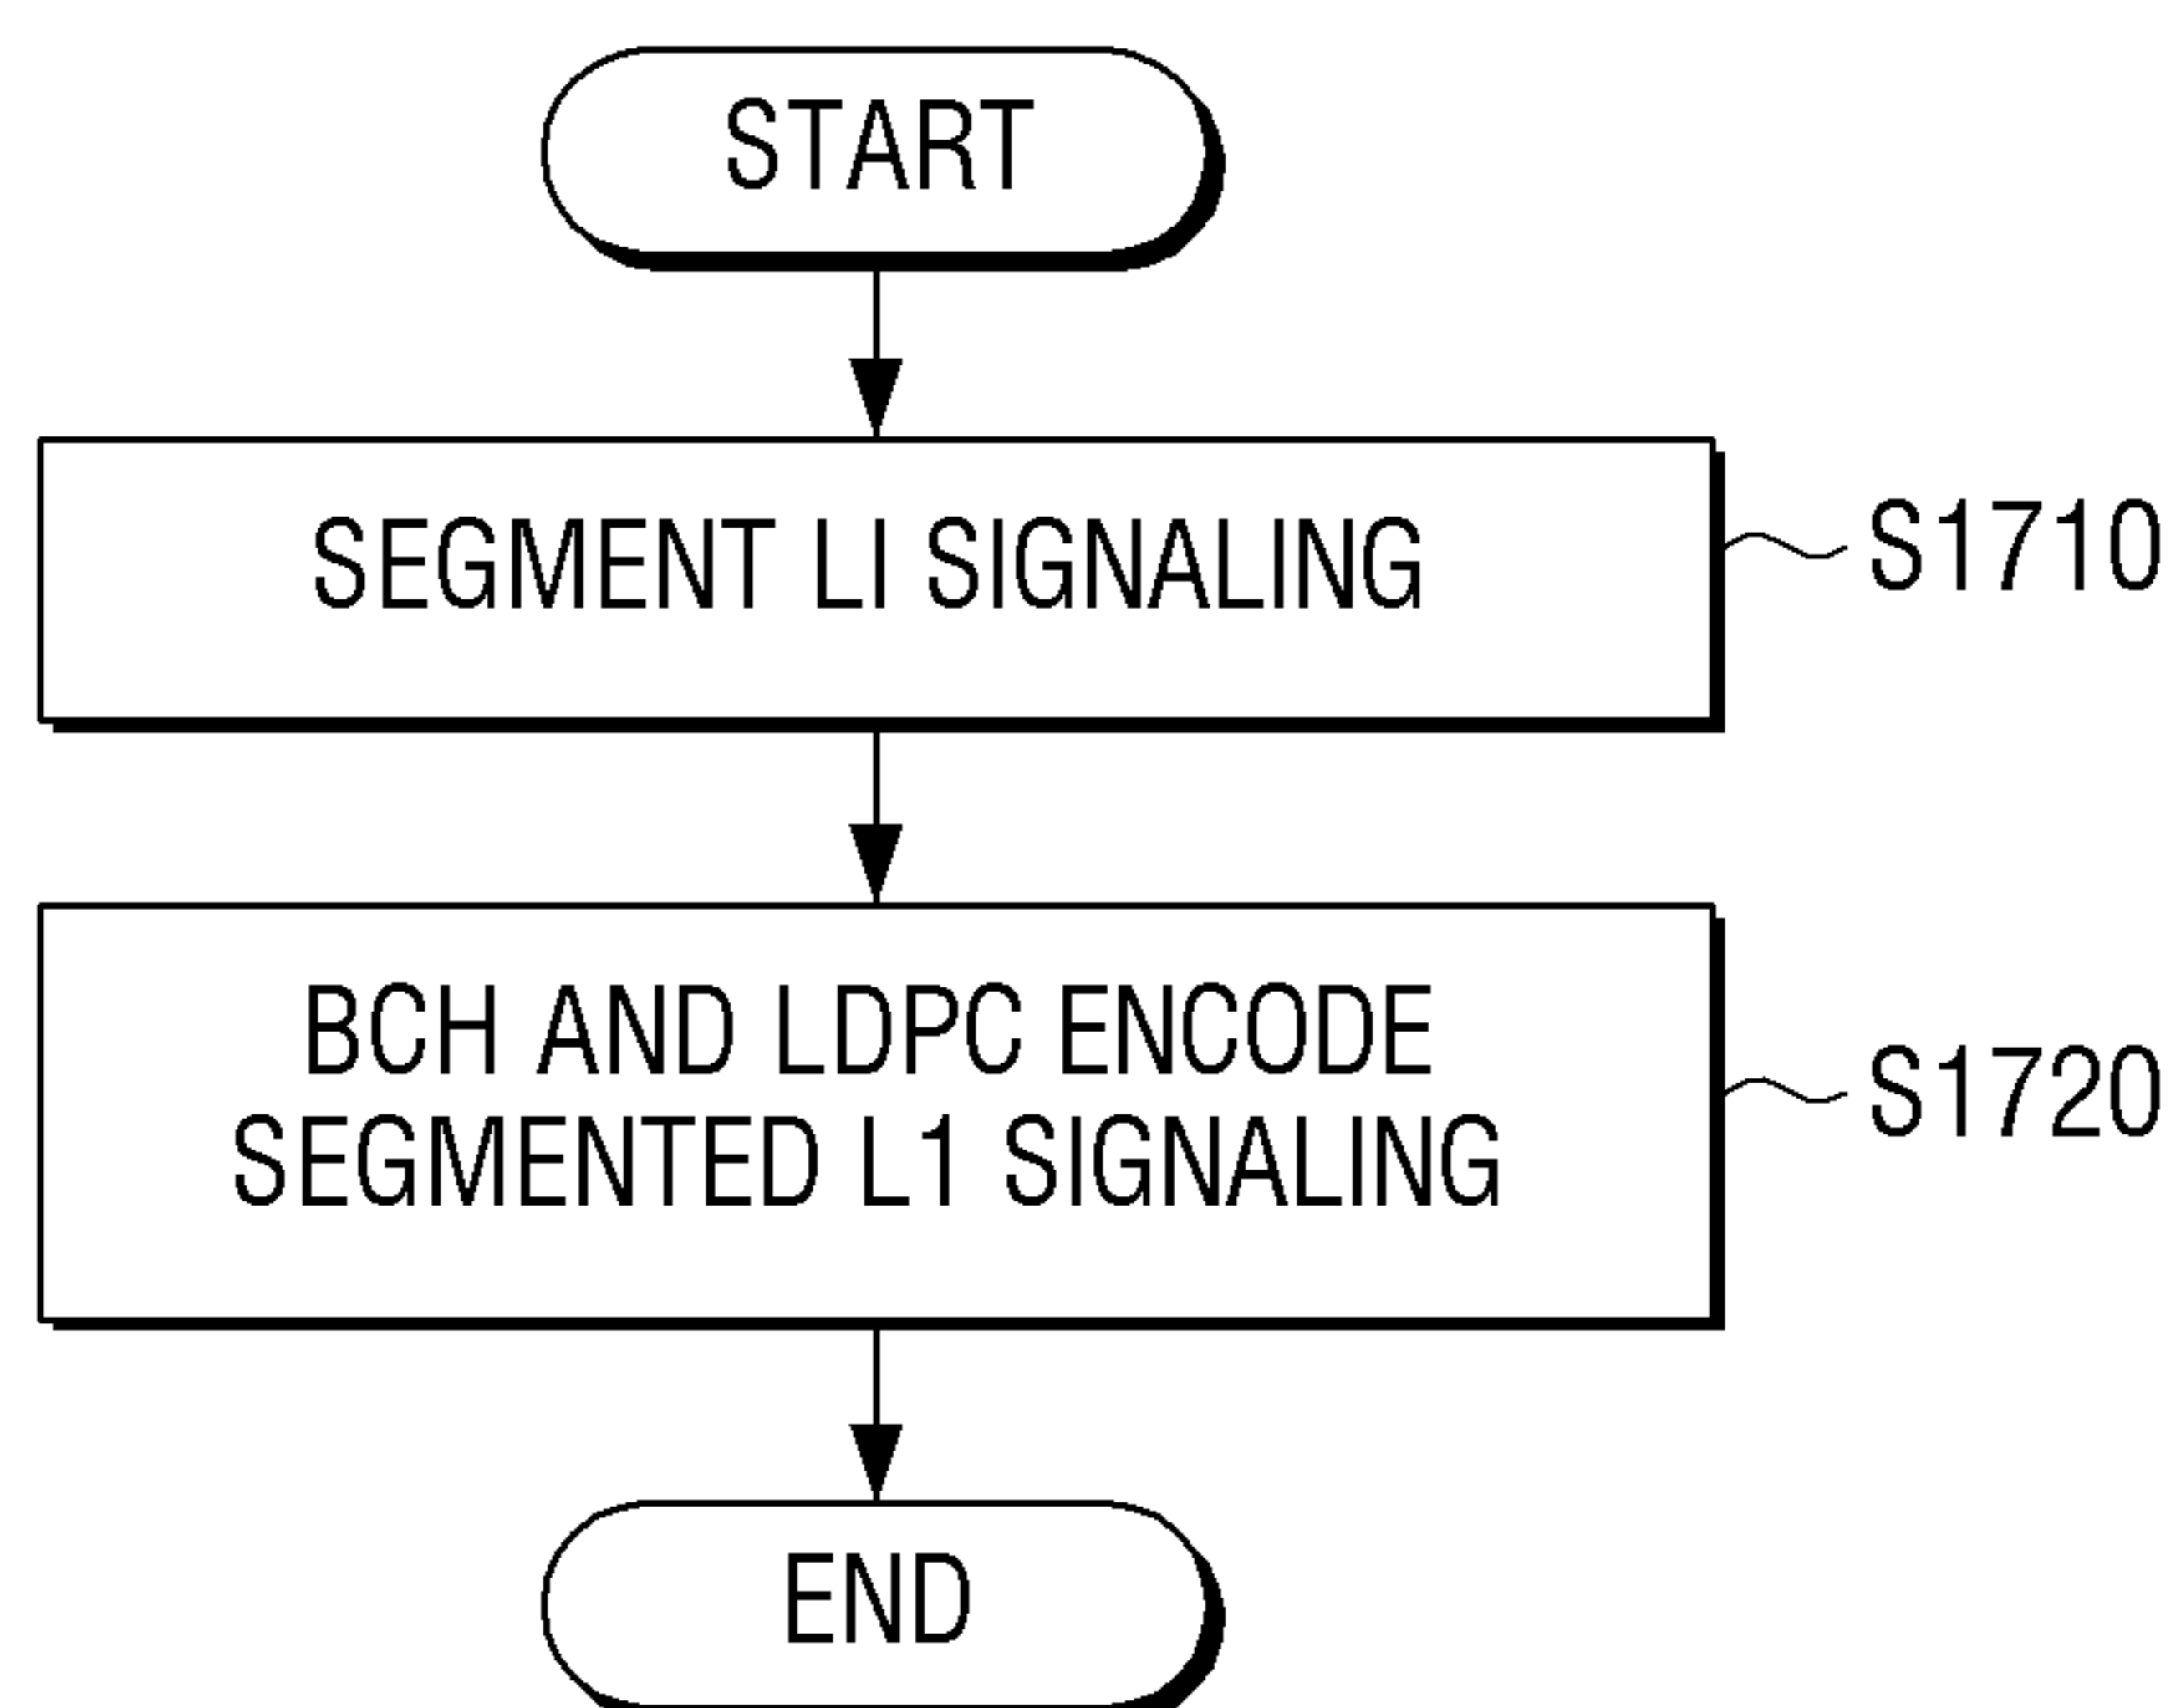 START
SEGMENT LI SIGNALING
S1710
BCH AND LDPC ENCODE
SEGMENTED L1 SIGNALING
S1720
END